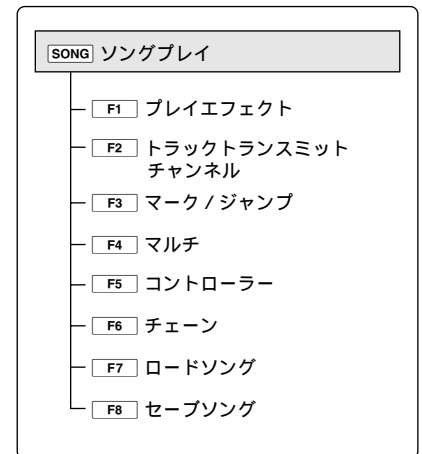 SONG ソングプレイ
F1 プレイエフェクト
F2 トラックトランスミット
チャンネル
F3 マーク / ジャンプ
F4 マルチ
F5 コントローラー
F6 チェーン
F7 ロードソング
F8 セーブソング